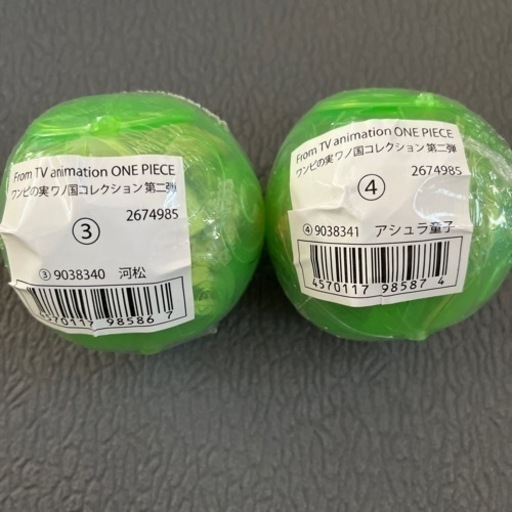 From TV animation ONE PIECE
ワンピの実 ワノ国コレクション 第二弾
③
2674985
③ 9038340 河松
4570117 985867
From TV animation ONE PIECE
ワンピの実 ワノ国コレクション 第二弾
④
2674985
④ 9038341 アシュラ童子
4570117 985874